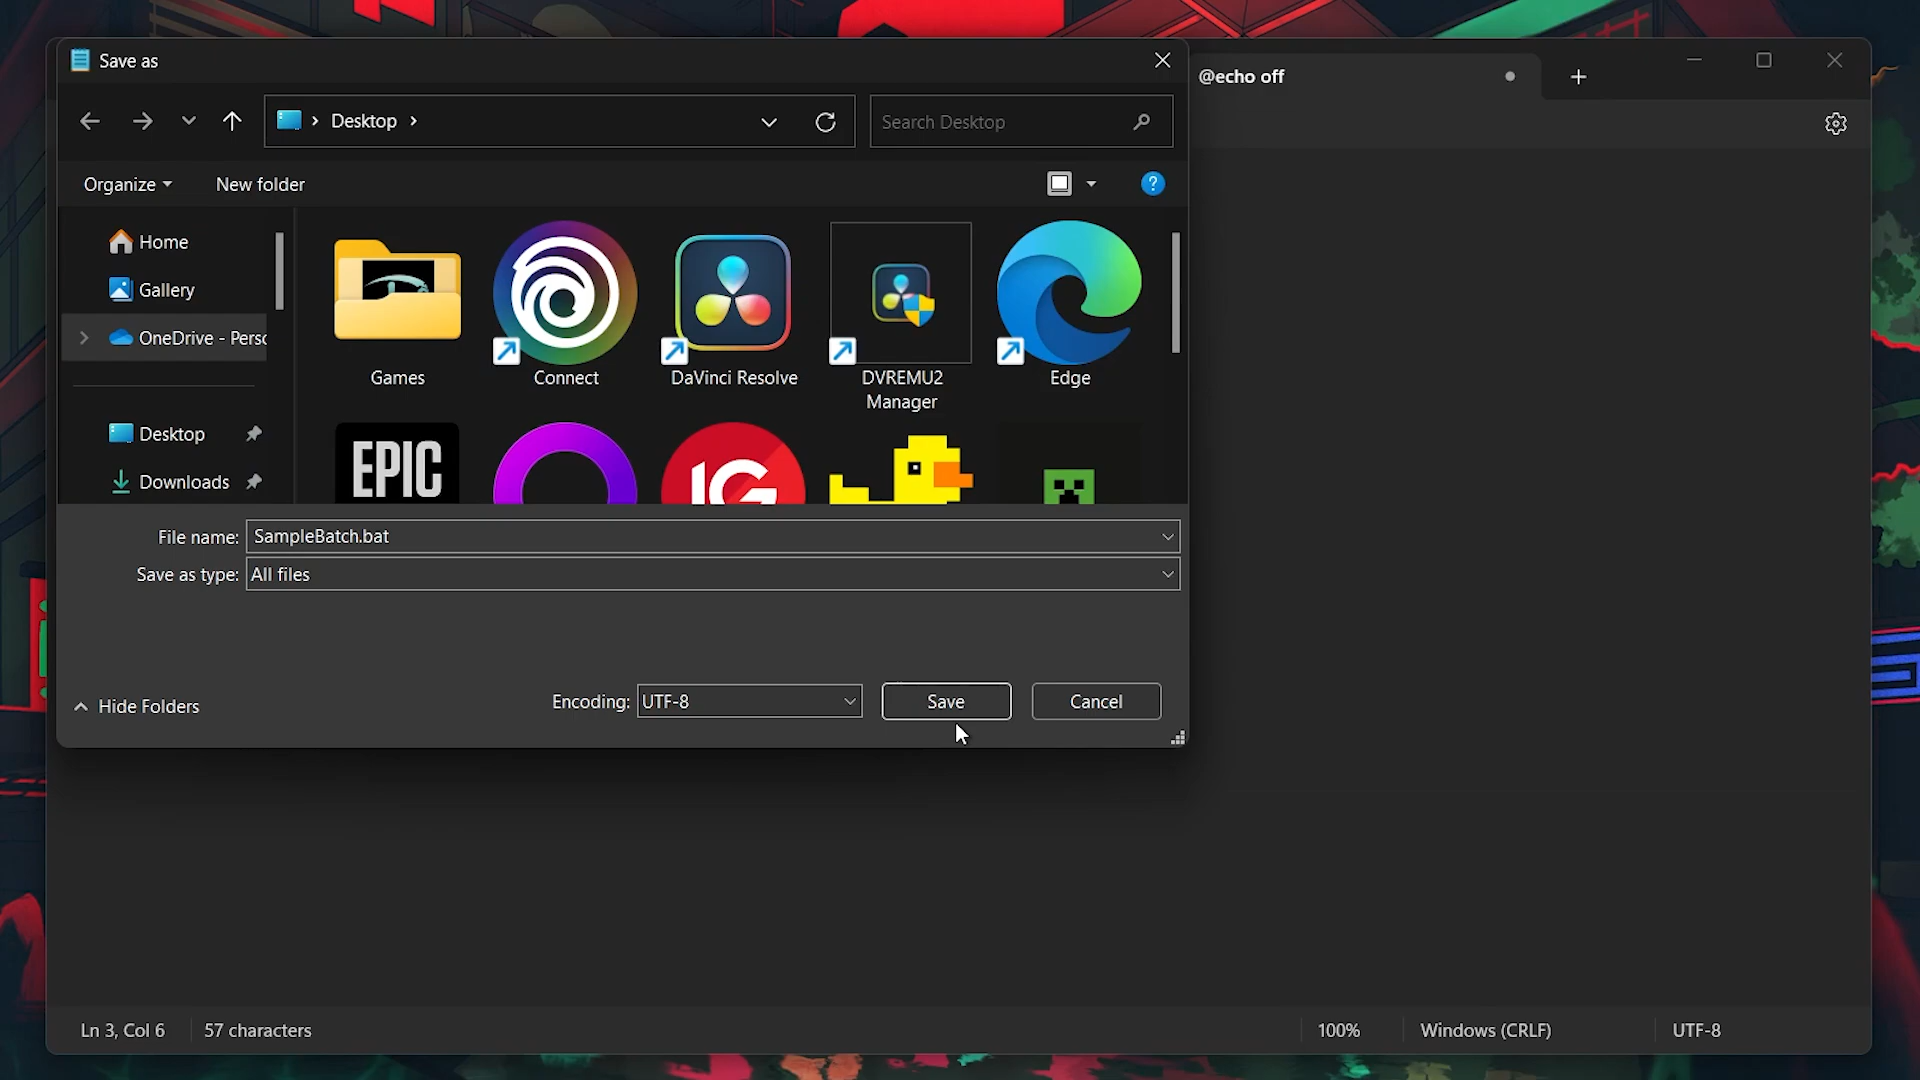 Save as
@echo off
Desktop
Search Desktop
Organize
New folder
Home
Gallery
OneDrive - Perso
Desktop
Downloads
Games
Connect
DaVinci Resolve
DVREMU2
Manager
Edge
EPIC
IG
File name: SampleBatch.bat
Save as type: All files
Hide Folders
Encoding: UTF-8
Save
Cancel
Ln 3, Col 6
57 characters
100%
Windows (CRLF)
UTF-8